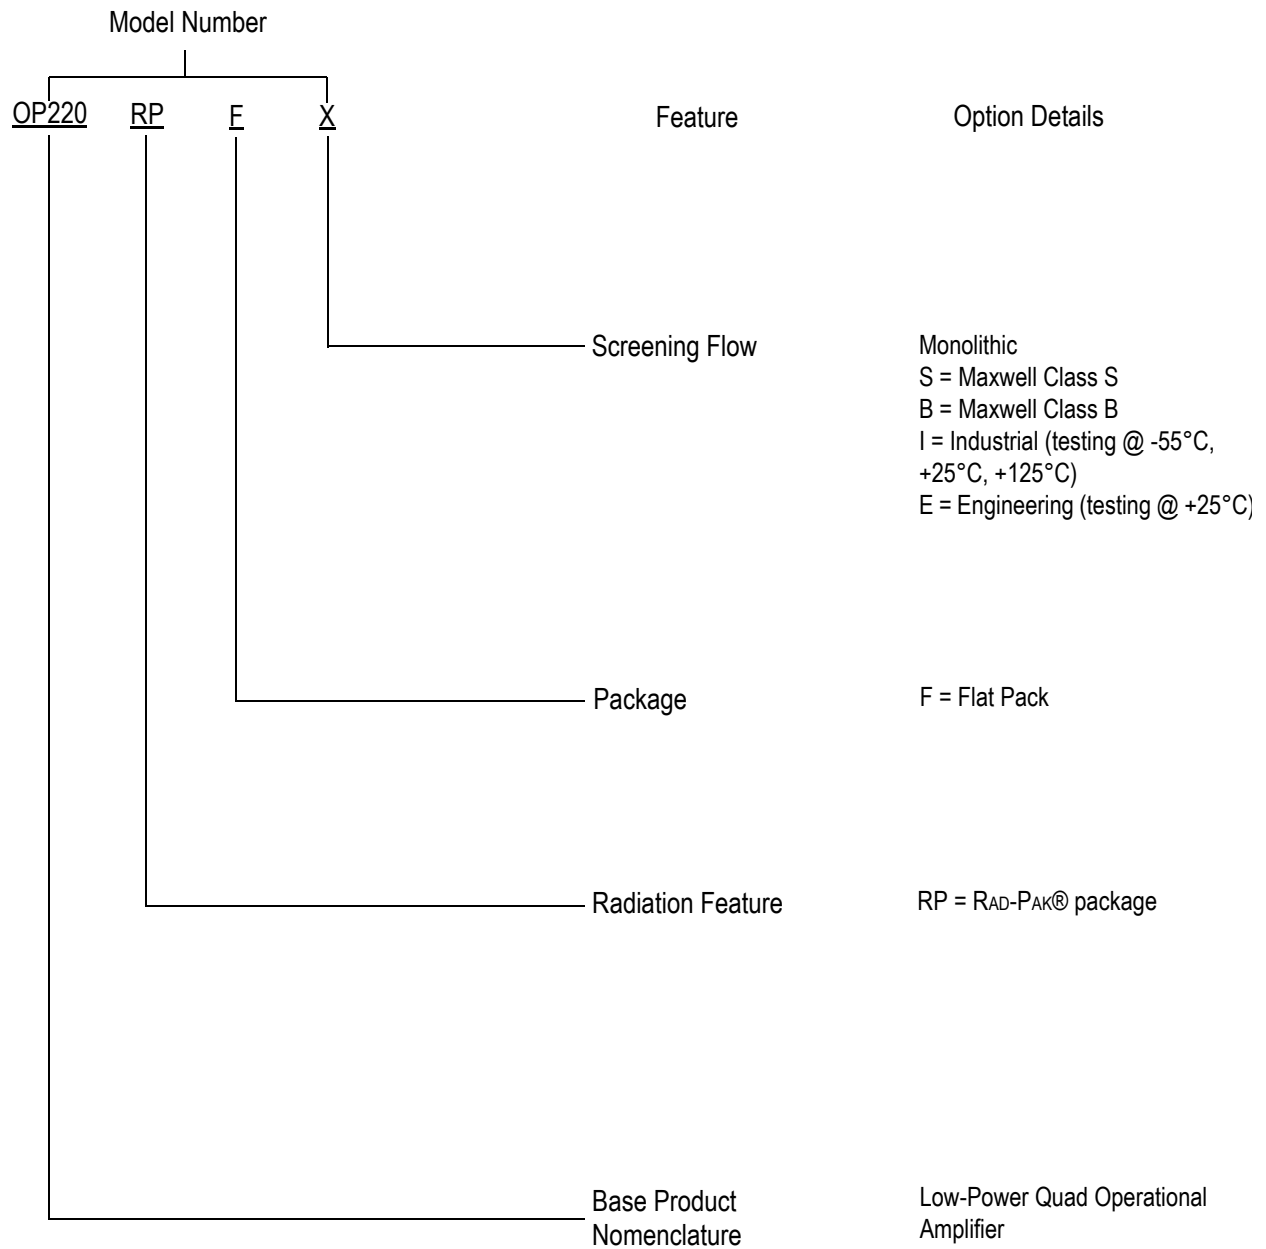 Model Number
OP220 RP F X
Feature
Option Details
Screening Flow
Monolithic
S = Maxwell Class S
B = Maxwell Class B
I = Industrial (testing @ -55°C,
+25°C, +125°C)
E = Engineering (testing @ +25°C)
Package
F = Flat Pack
Radiation Feature
RP = RAD-PAK® package
Base Product
Nomenclature
Low-Power Quad Operational
Amplifier